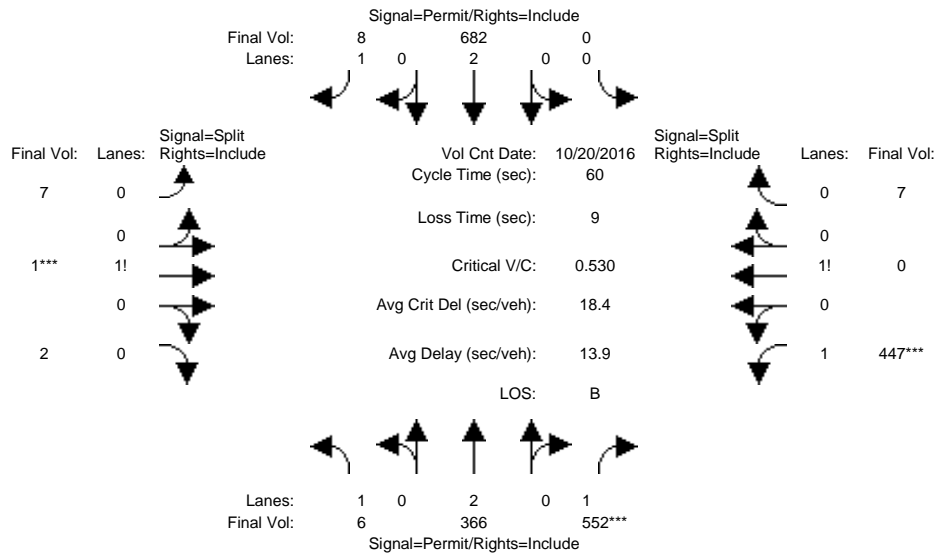 Signal=Permit/Rights=Include
Final Vol: 8 682 0
Lanes: 1 0 2 0 0
Signal=Split
Final Vol: Lanes: Rights=Include
Vol Cnt Date: 10/20/2016
Signal=Split
Rights=Include Lanes: Final Vol:
Cycle Time (sec): 60
7 0
0 7
Loss Time (sec): 9
0
0
1*** 1!
Critical V/C: 0.530
1! 0
0
Avg Crit Del (sec/veh): 18.4
0
2 0
Avg Delay (sec/veh): 13.9
1 447***
LOS: B
Lanes: 1 0 2 0 1
Final Vol: 6 366 552***
Signal=Permit/Rights=Include